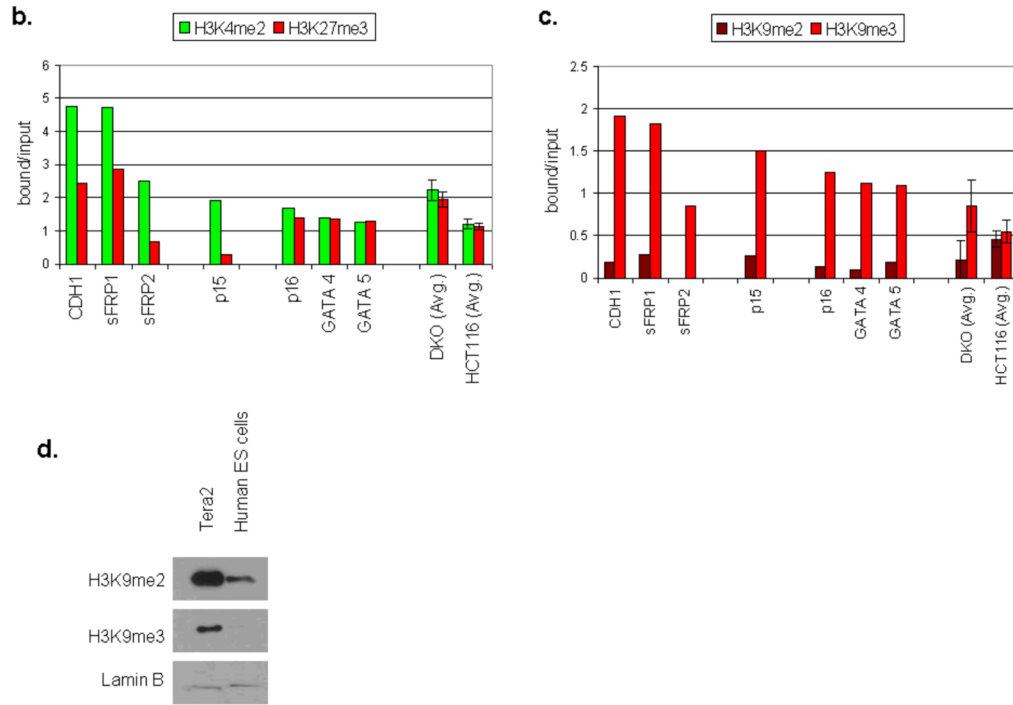 b.
H3K4me2 H3K27me3
6
5
4
3
2
1
0
bound/input
CDH1
sFRP1
sFRP2
p15
p16
GATA 4
GATA 5
DKO (Avg.)
HCT116 (Avg.)
c.
H3K9me2 H3K9me3
2.5
2
1.5
1
0.5
0
bound/input
CDH1
sFRP1
sFRP2
p15
p16
GATA 4
GATA 5
DKO (Avg.)
HCT116 (Avg.)
d.
Tera2
Human ES cells
H3K9me2
H3K9me3
Lamin B